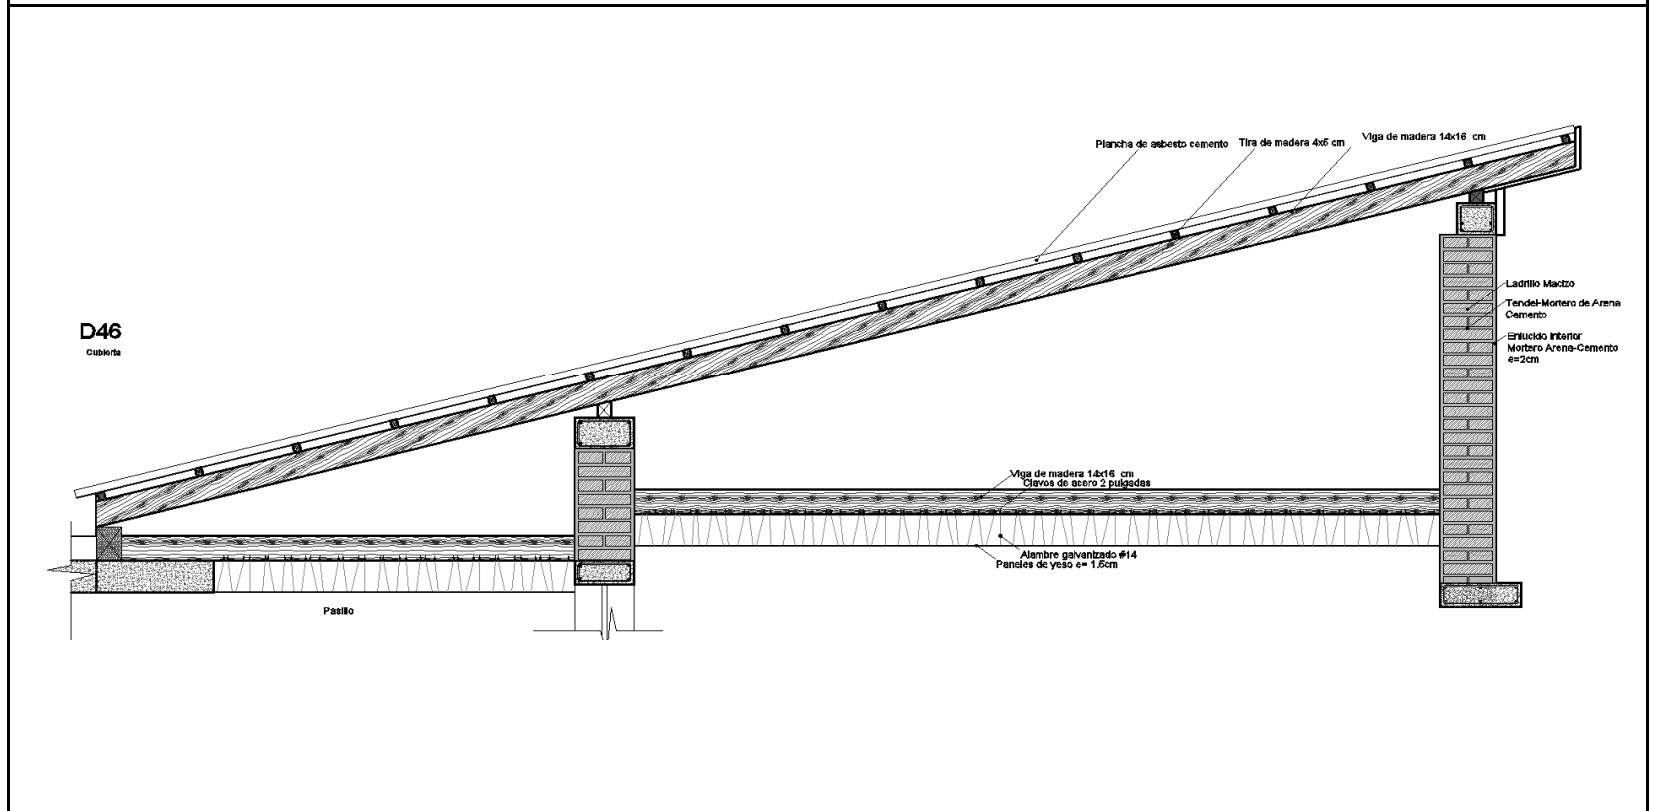 Plancha de asbesto cemento
Tira de madera 4x5 cm
Viga de madera 14x16 cm
Ladrillo Macizo
Tendel-Mortero de Arena
Cemento
Enlucido Interior
Mortero Arena-Cemento
e=2cm
D46
Cubierta
Viga de madera 14x16 cm
Clavos de acero 2 pulgadas
Alambre galvanizado #14
Paneles de yeso e= 1.5cm
Pasillo